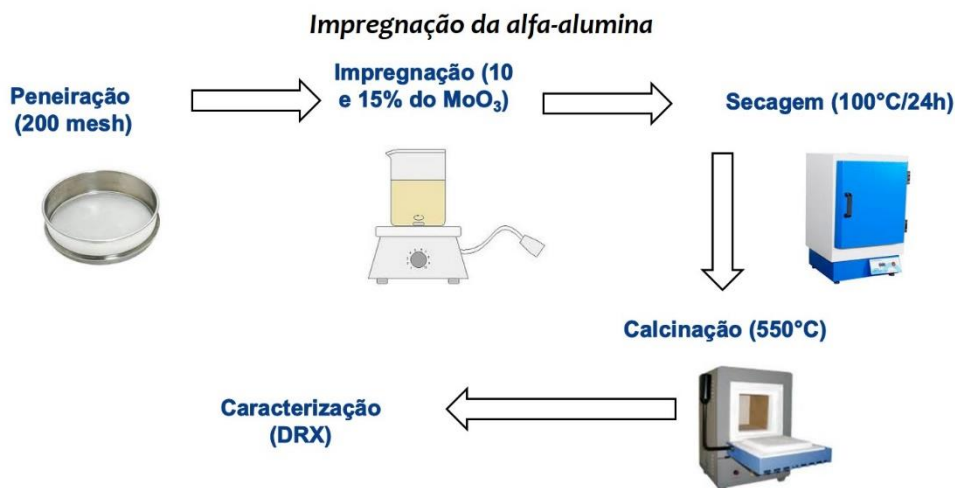 Impregnação da alfa-alumina
Peneiração
(200 mesh)
Impregnação (10
e 15% do MoO₃)
Secagem (100°C/24h)
Calcinação (550°C)
Caracterização
(DRX)